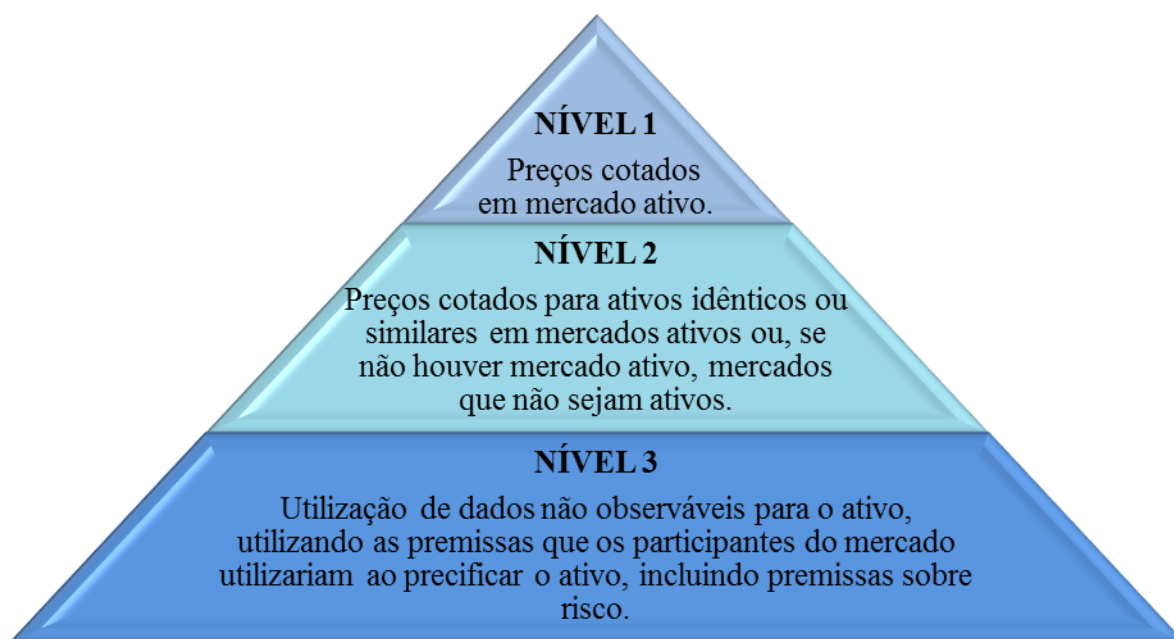 NÍVEL 1
Preços cotados
em mercado ativo.
NÍVEL 2
Preços cotados para ativos idênticos ou
similares em mercados ativos ou, se
não houver mercado ativo, mercados
que não sejam ativos.
NÍVEL 3
Utilização de dados não observáveis para o ativo,
utilizando as premissas que os participantes do mercado
utilizariam ao precificar o ativo, incluindo premissas sobre
risco.